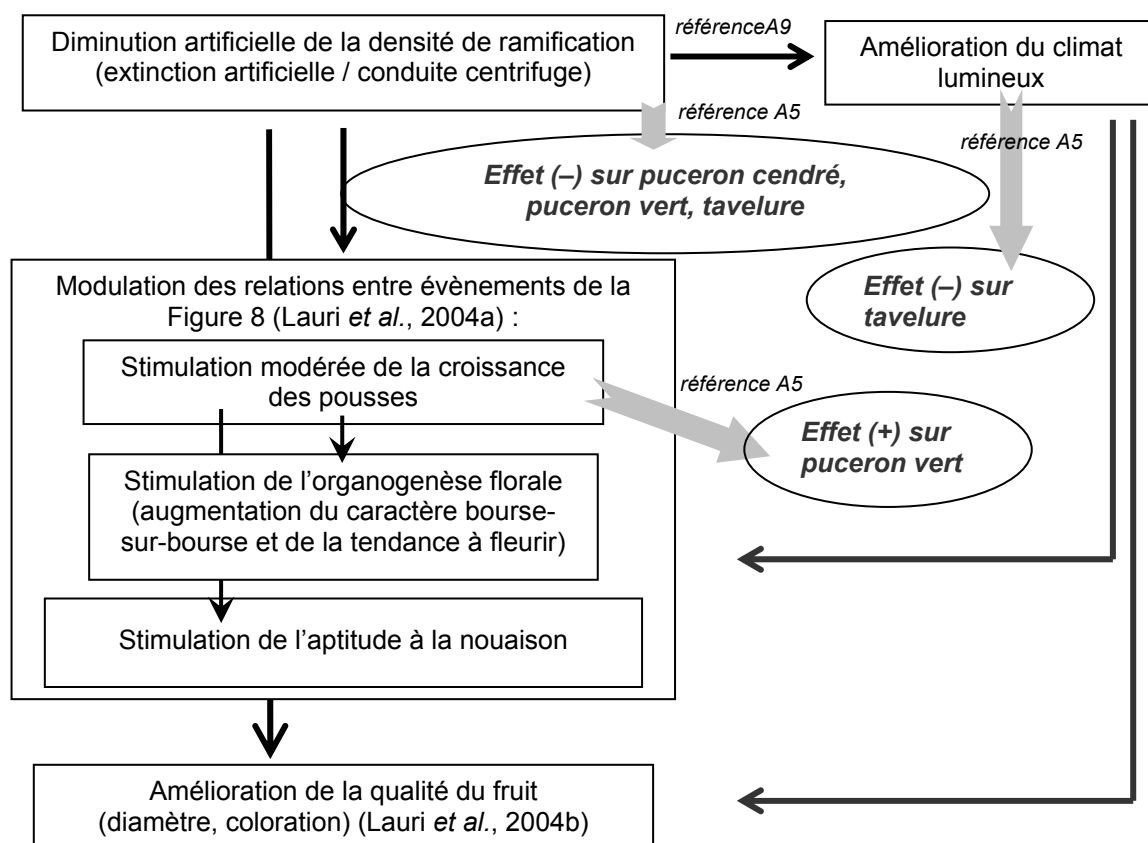 Diminution artificielle de la densité de ramification
(extinction artificielle / conduite centrifuge)
référenceA9
Amélioration du climat
lumineux
référence A5
référence A5
Effet (–) sur puceron cendré,
puceron vert, tavelure
Modulation des relations entre évènements de la
Figure 8 (Lauri et al., 2004a) :
Effet (–) sur
tavelure
Stimulation modérée de la croissance
des pousses
référence A5
Effet (+) sur
puceron vert
Stimulation de l’organogenèse florale
(augmentation du caractère bourse-
sur-bourse et de la tendance à fleurir)
Stimulation de l’aptitude à la nouaison
Amélioration de la qualité du fruit
(diamètre, coloration) (Lauri et al., 2004b)